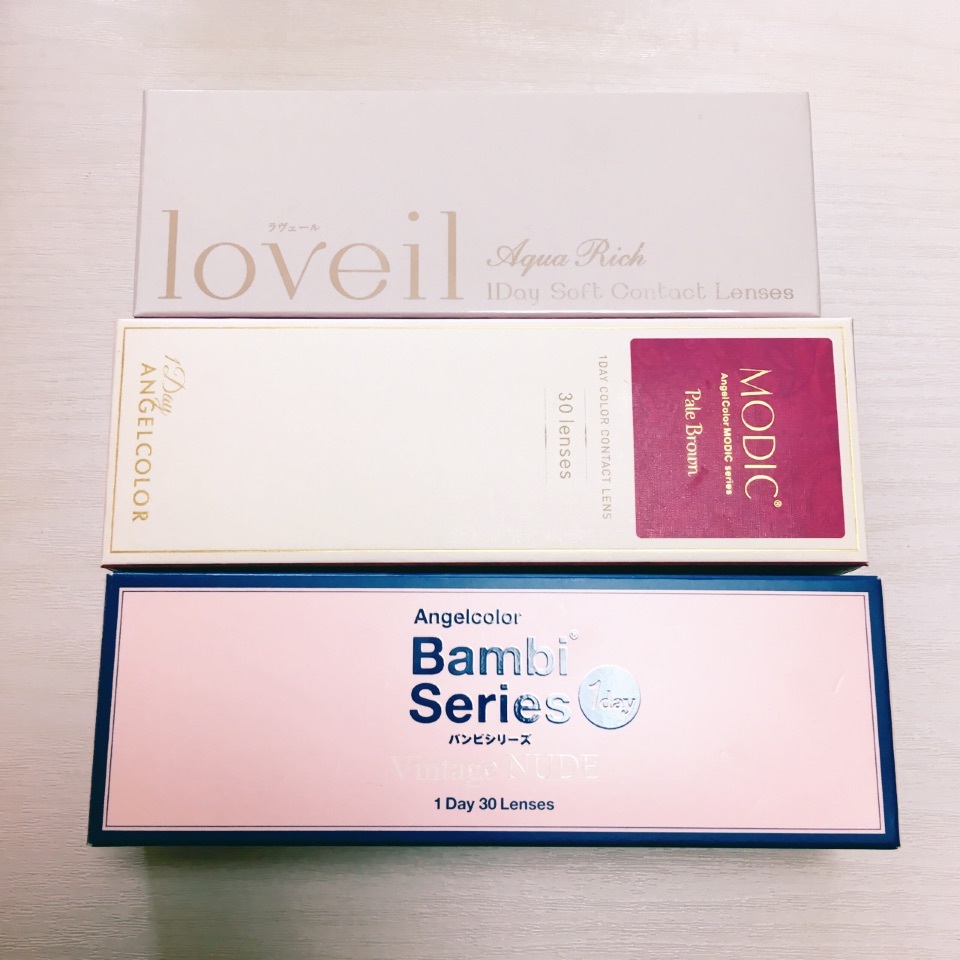 ラヴェール
loveil
Aqua Rich
1Day Soft Contact Lenses
1Day
ANGELCOLOR
30 lenses
1DAY COLOR CONTACT LENS
MODIC®
AngelColor MODIC series
Pale Brown
Angelcolor
Bambi®
Series 1day
バンビシリーズ
Vintage NUDE
1 Day 30 Lenses